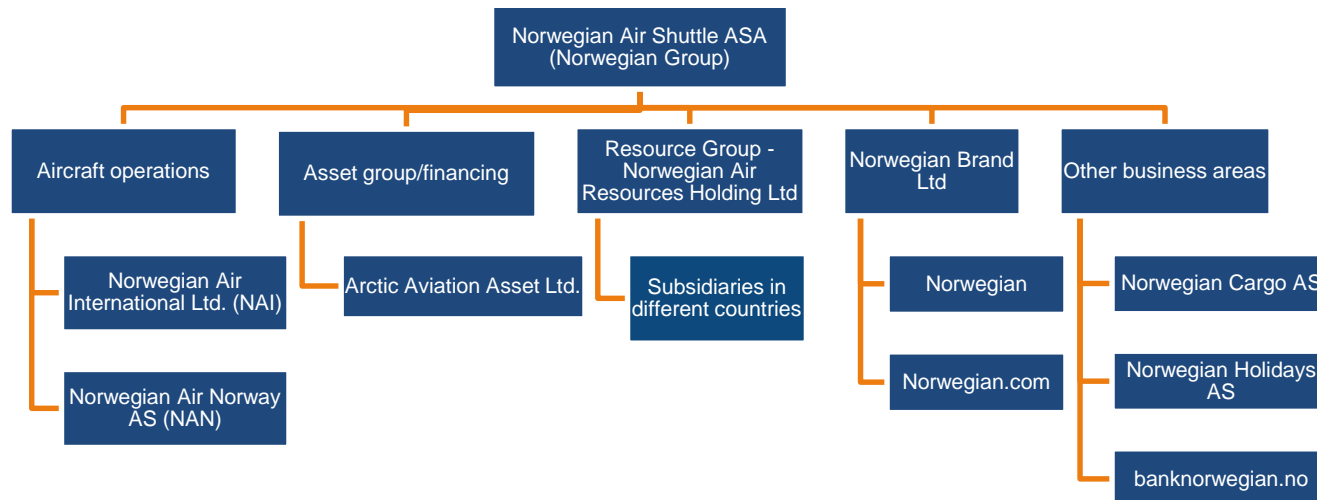 Norwegian Air Shuttle ASA
(Norwegian Group)
Aircraft operations
Asset group/financing
Resource Group -
Norwegian Air
Resources Holding Ltd
Norwegian Brand
Ltd
Other business areas
Norwegian Air
International Ltd. (NAI)
Norwegian Air Norway
AS (NAN)
Arctic Aviation Asset Ltd.
Subsidiaries in
different countries
Norwegian
Norwegian.com
Norwegian Cargo AS
Norwegian Holidays
AS
banknorwegian.no